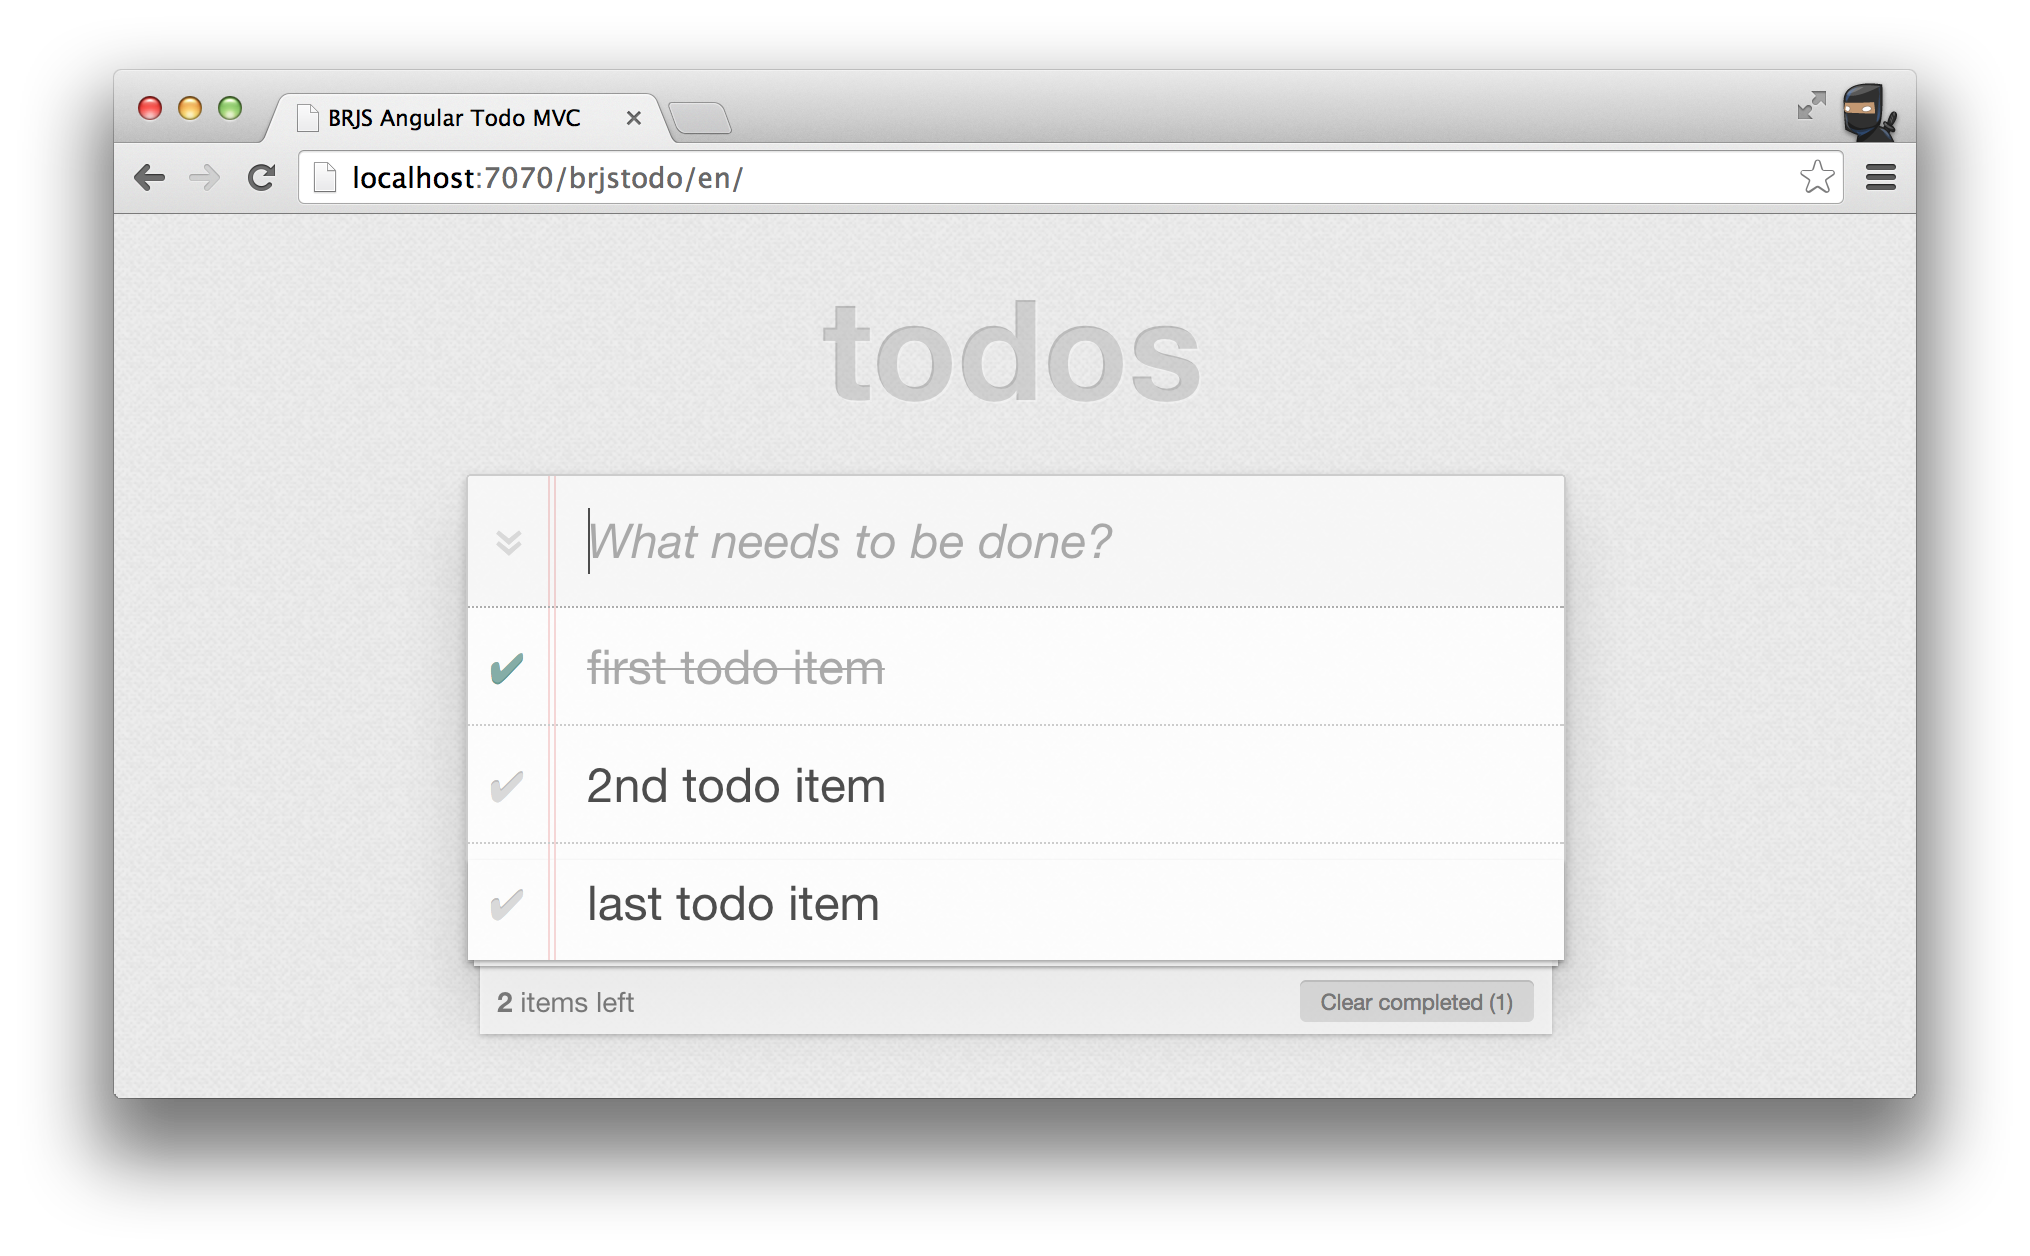 BRJS Angular Todo MVC
localhost:7070/brjstodo/en/
todos
What needs to be done?
first todo item
2nd todo item
last todo item
2 items left
Clear completed (1)